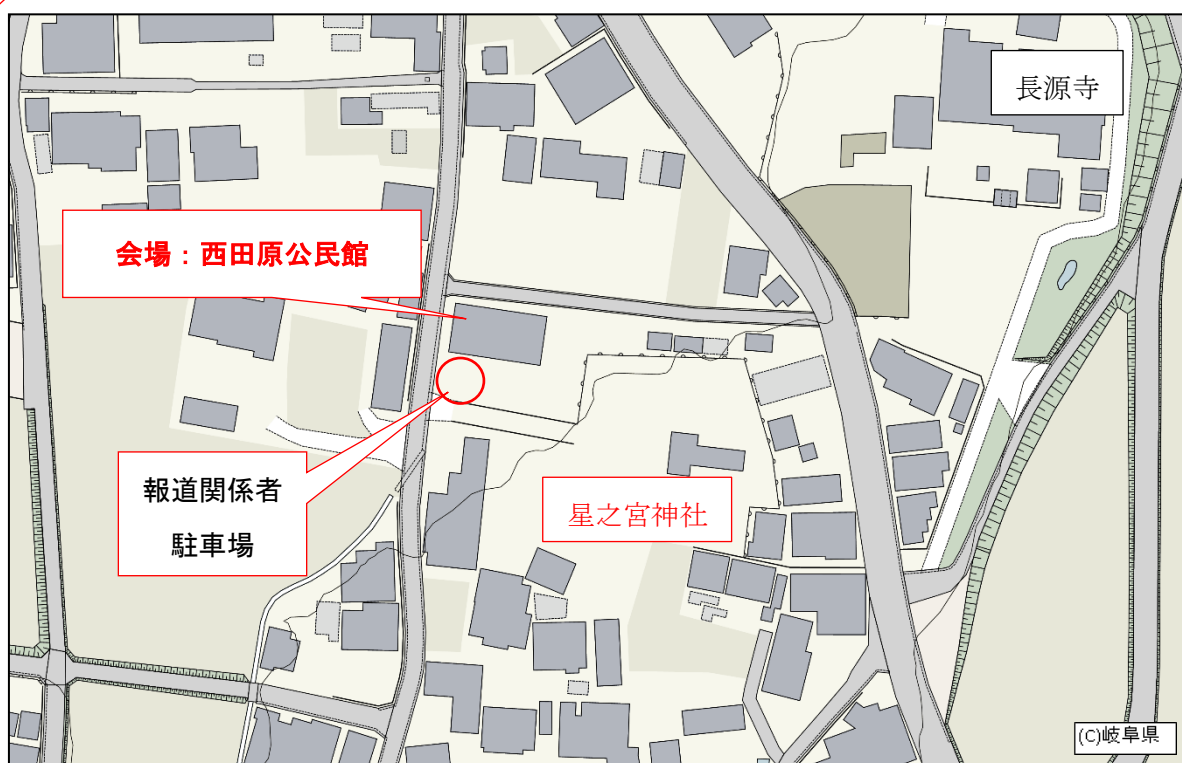 長源寺
会場：西田原公民館
報道関係者
駐車場
星之宮神社
(C)岐阜県